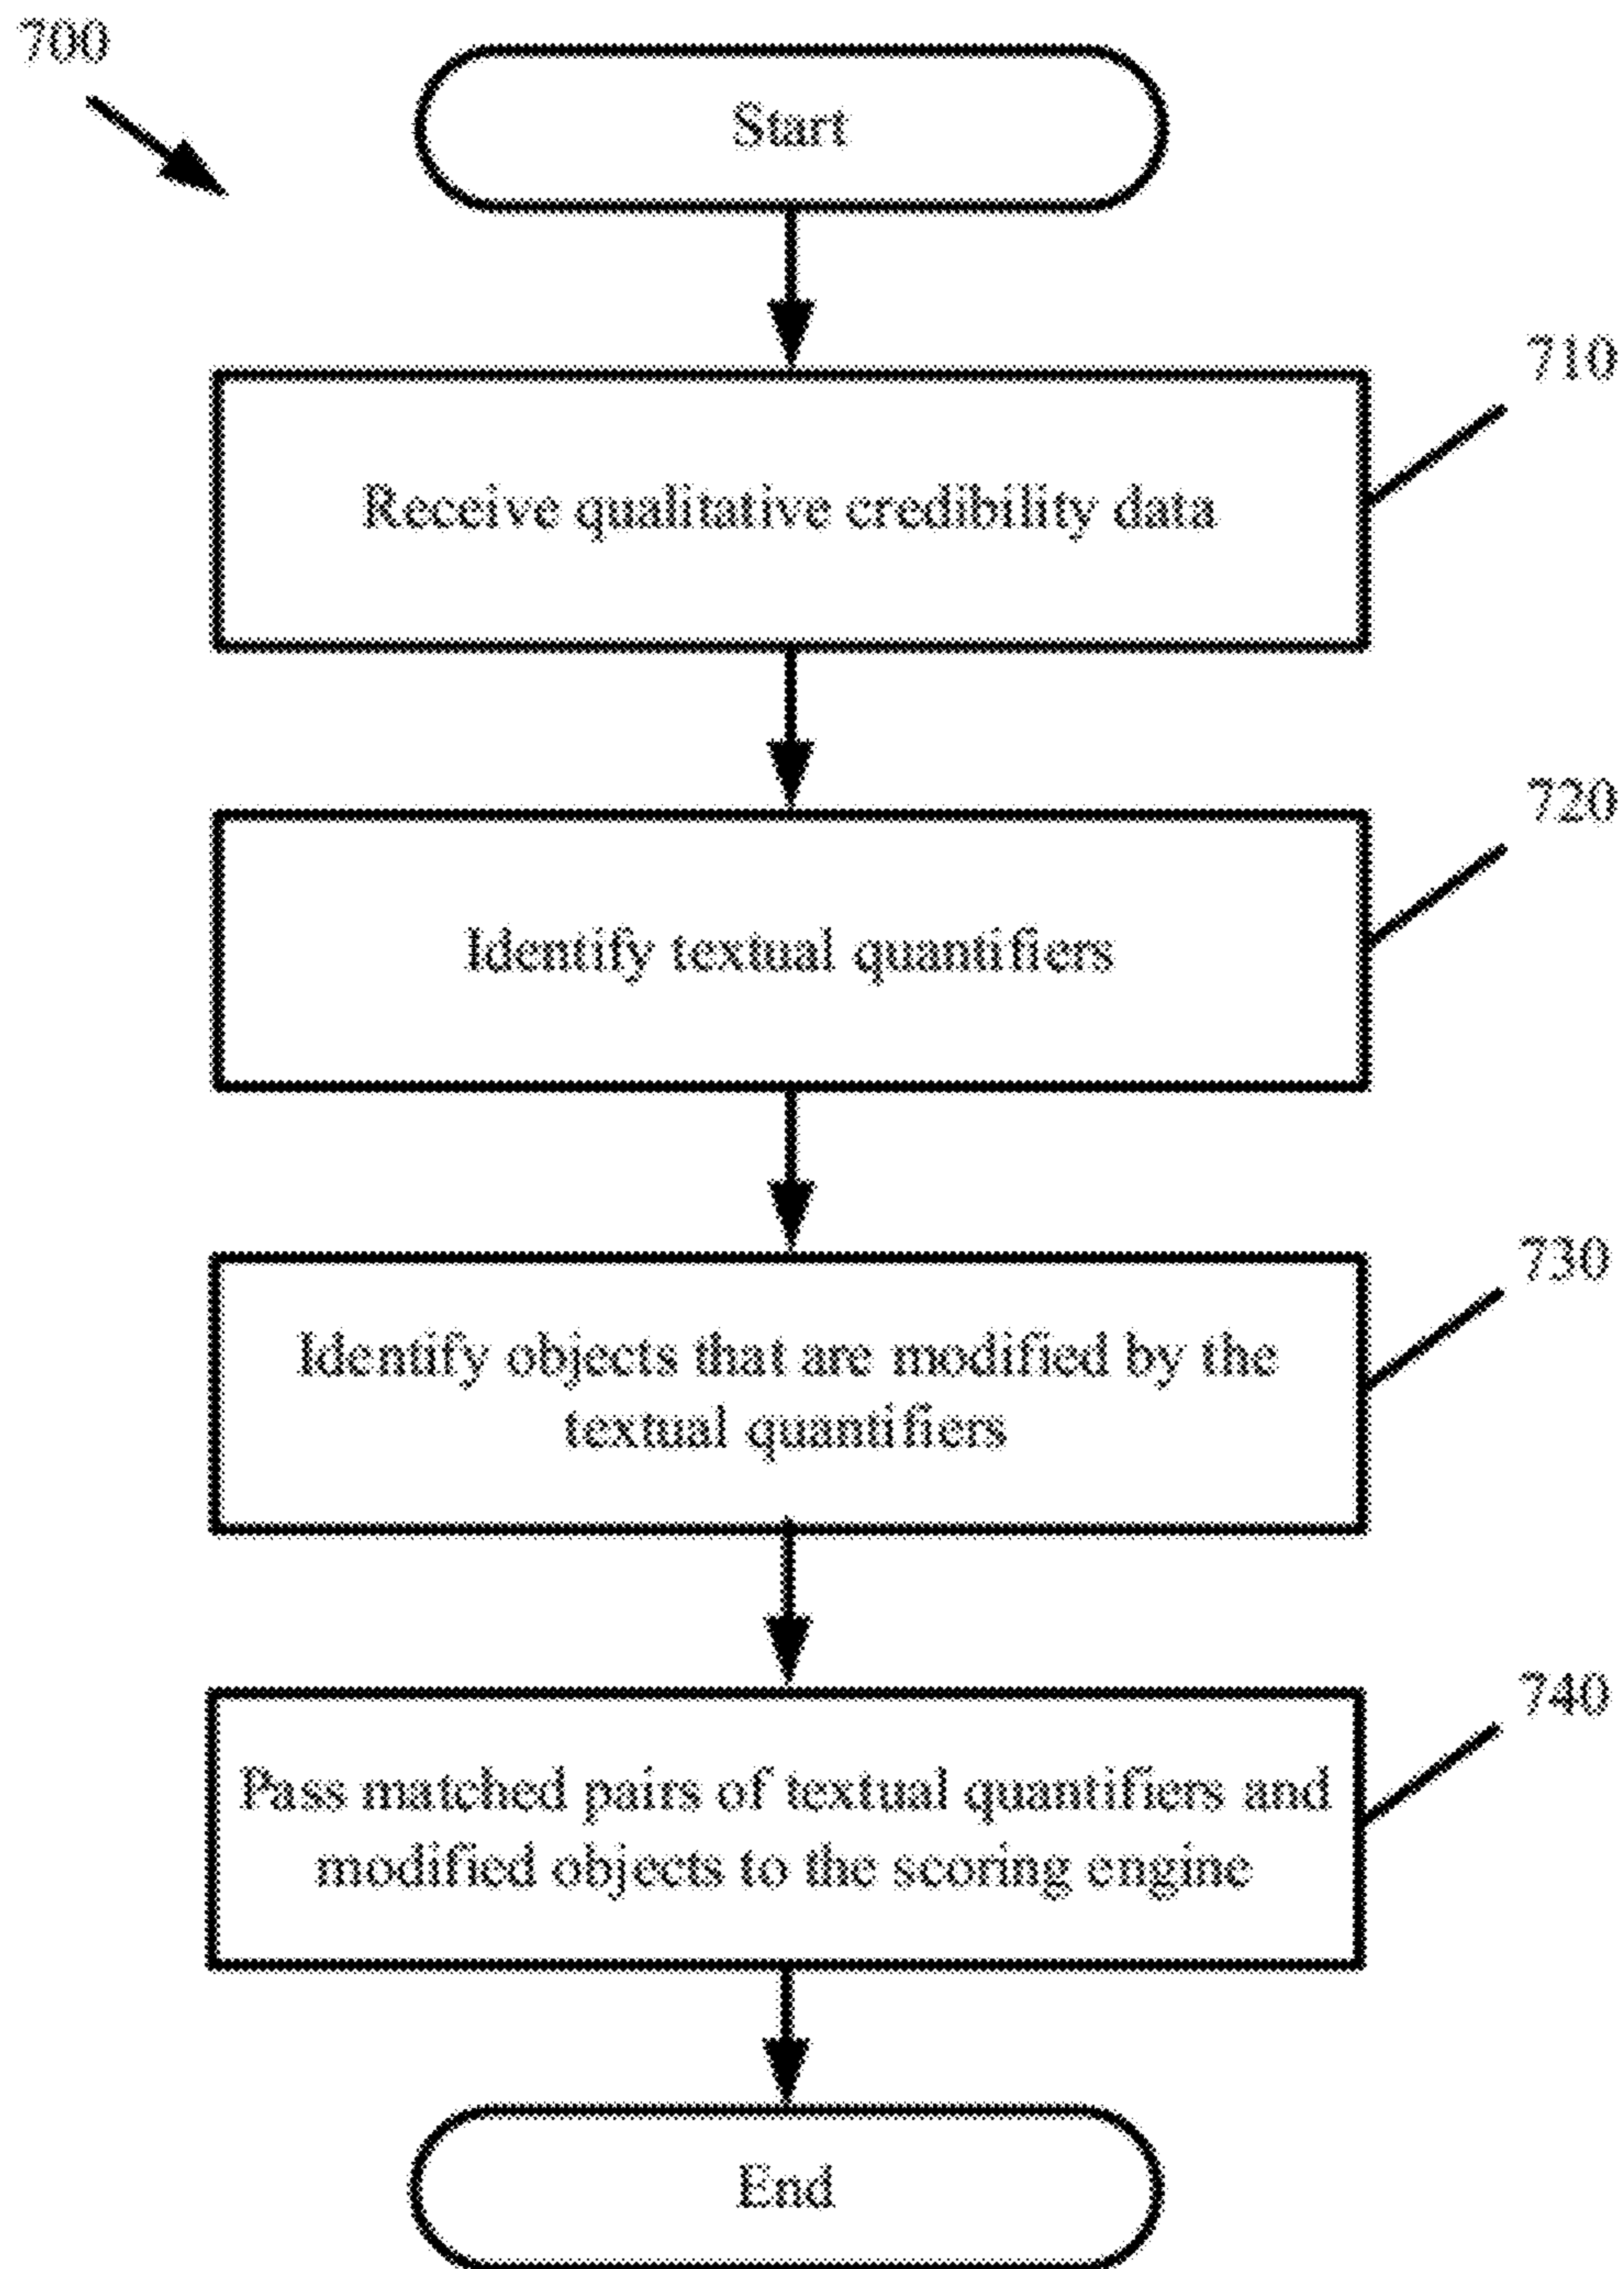 700
Start
710
Receive qualitative credibility data
720
Identify textual quantifiers
730
Identify objects that are modified by the
textual quantifiers
740
Pass matched pairs of textual quantifiers and
modified objects to the scoring engine
End